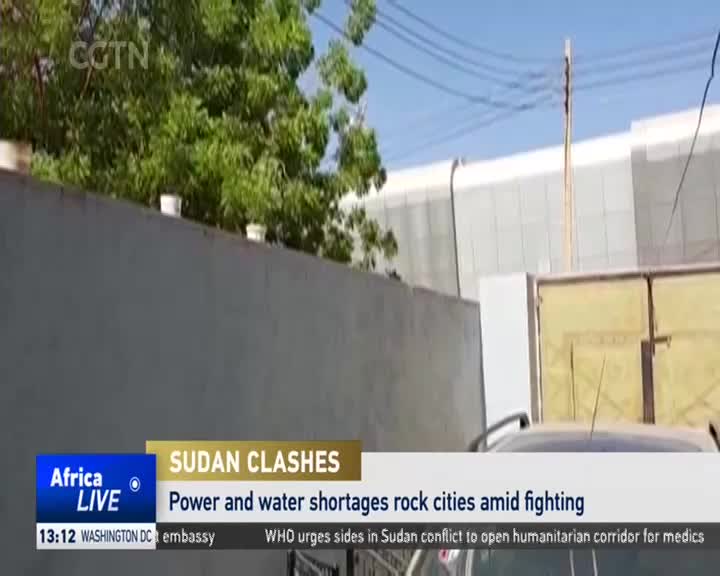 CGTN
SUDAN CLASHES
Africa
LIVE
Power and water shortages rock cities amid fighting
13:12 WASHINGTON DC
embassy WHO urges sides in Sudan conflict to open humanitarian corridor for medics